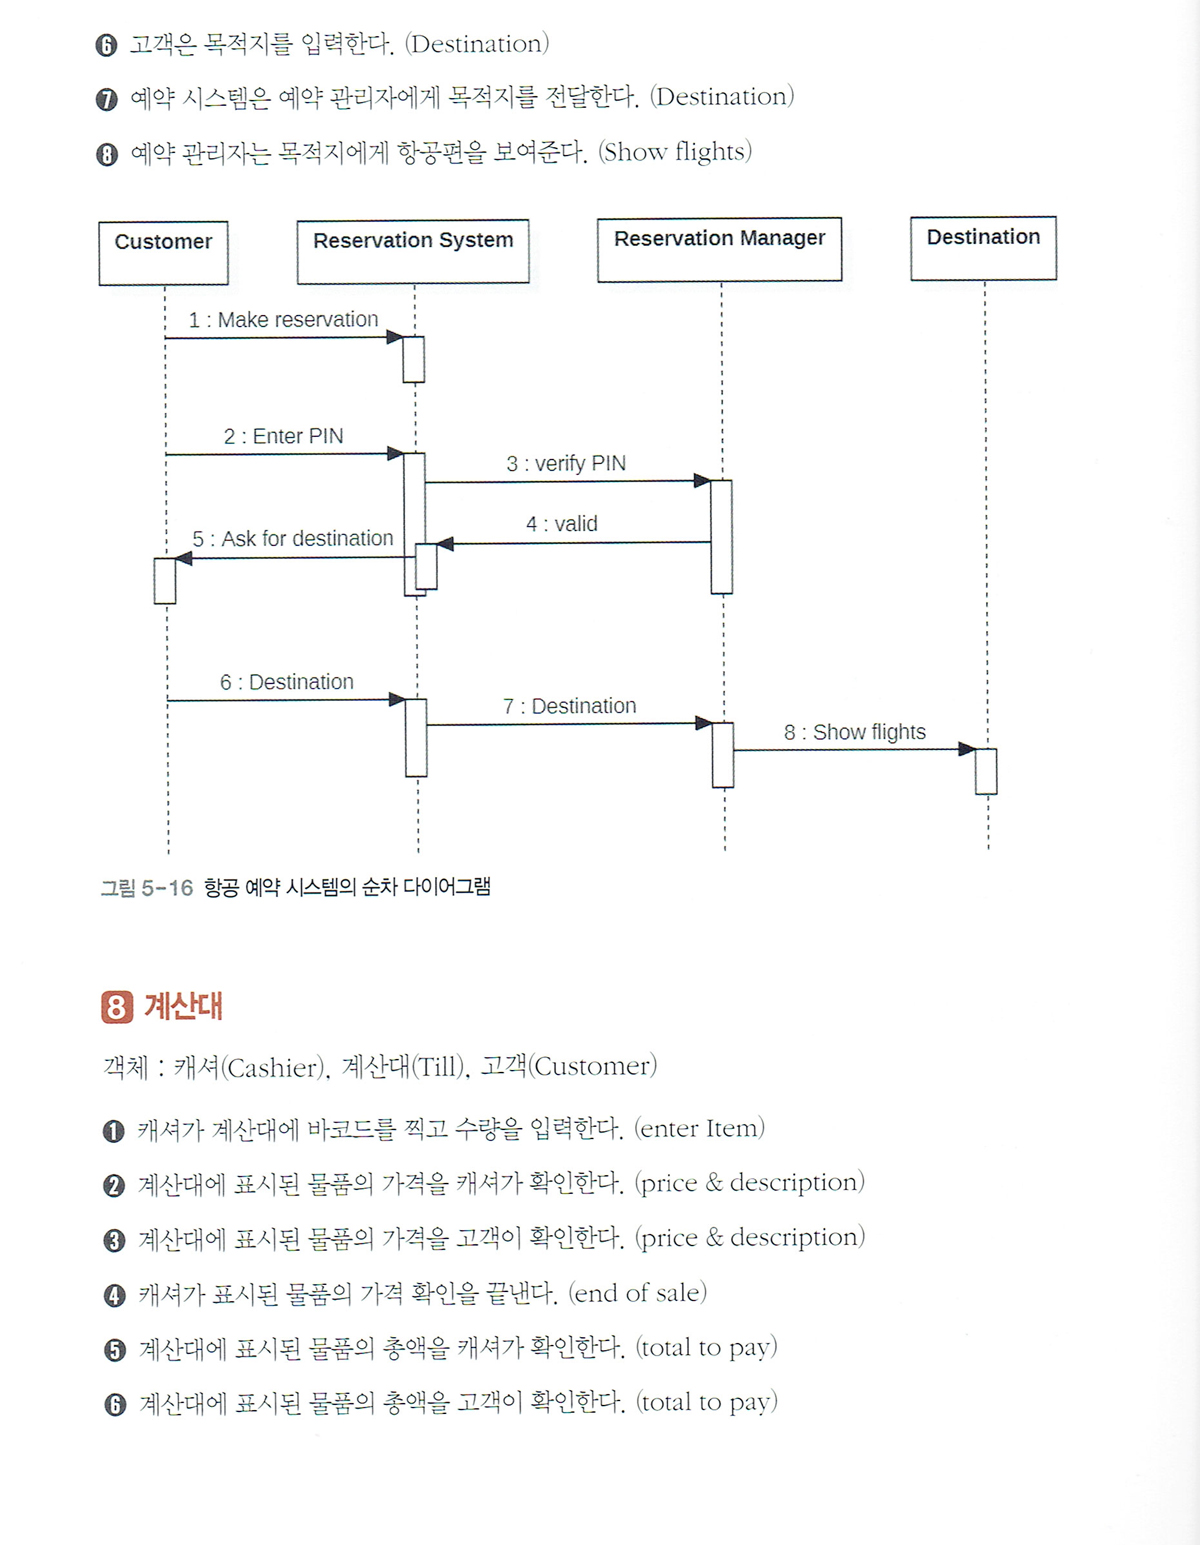 ❻ 고객은 목적지를 입력한다. (Destination)
❼ 예약 시스템은 예약 관리자에게 목적지를 전달한다. (Destination)
❽ 예약 관리자는 목적지에게 항공편을 보여준다. (Show flights)
Customer
Reservation System
Reservation Manager
Destination
1 : Make reservation
2 : Enter PIN
3 : verify PIN
4 : valid
5 : Ask for destination
6 : Destination
7 : Destination
8 : Show flights
그림 5-16 항공 예약 시스템의 순차 다이어그램
8 계산대
객체 : 캐셔(Cashier), 계산대(Till), 고객(Customer)
❶ 캐셔가 계산대에 바코드를 찍고 수량을 입력한다. (enter Item)
❷ 계산대에 표시된 물품의 가격을 캐셔가 확인한다. (price & description)
❸ 계산대에 표시된 물품의 가격을 고객이 확인한다. (price & description)
❹ 캐셔가 표시된 물품의 가격 확인을 끝낸다. (end of sale)
❺ 계산대에 표시된 물품의 총액을 캐셔가 확인한다. (total to pay)
❻ 계산대에 표시된 물품의 총액을 고객이 확인한다. (total to pay)